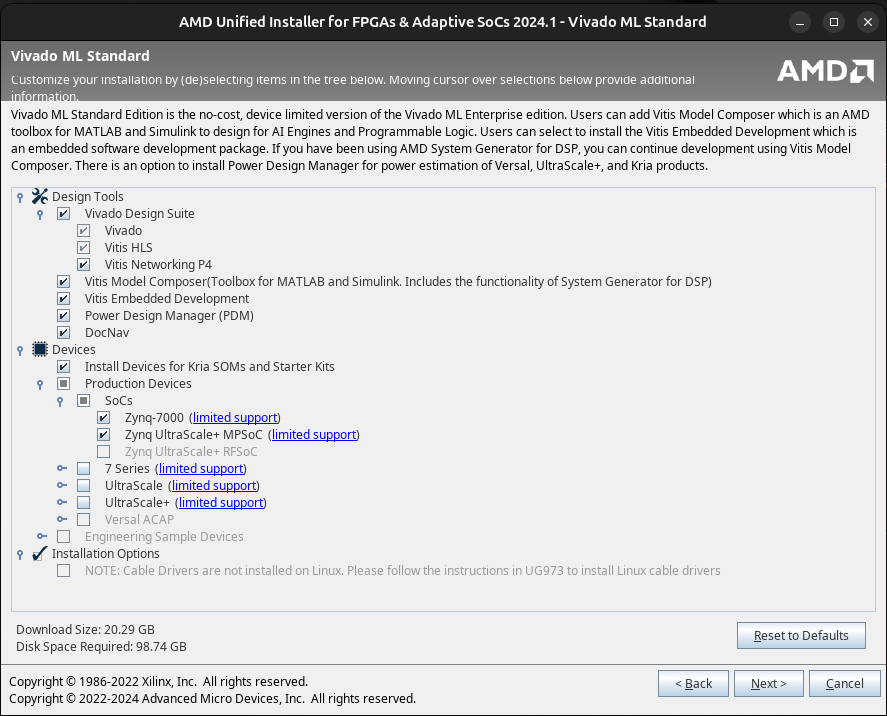 AMD Unified Installer for FPGAs & Adaptive SoCs 2024.1 - Vivado ML Standard
Vivado ML Standard
Customize your installation by (de)selecting items in the tree below. Moving cursor over selections below provide additional
information.
AMD
Vivado ML Standard Edition is the no-cost, device limited version of the Vivado ML Enterprise edition. Users can add Vitis Model Composer which is an AMD
toolbox for MATLAB and Simulink to design for AI Engines and Programmable Logic. Users can select to install the Vitis Embedded Development which is
an embedded software development package. If you have been using AMD System Generator for DSP, you can continue development using Vitis Model
Composer. There is an option to install Power Design Manager for power estimation of Versal, UltraScale+, and Kria products.
Design Tools
Vivado Design Suite
Vivado
Vitis HLS
Vitis Networking P4
Vitis Model Composer(Toolbox for MATLAB and Simulink. Includes the functionality of System Generator for DSP)
Vitis Embedded Development
Power Design Manager (PDM)
DocNav
Devices
Install Devices for Kria SOMs and Starter Kits
Production Devices
SoCs
Zynq-7000 (limited support)
Zynq UltraScale+ MPSoC (limited support)
Zynq UltraScale+ RFSoC
7 Series (limited support)
UltraScale (limited support)
UltraScale+ (limited support)
Versal ACAP
Engineering Sample Devices
Installation Options
NOTE: Cable Drivers are not installed on Linux. Please follow the instructions in UG973 to install Linux cable drivers
Download Size: 20.29 GB
Disk Space Required: 98.74 GB
Reset to Defaults
Copyright © 1986-2022 Xilinx, Inc. All rights reserved.
Copyright © 2022-2024 Advanced Micro Devices, Inc. All rights reserved.
< Back
Next >
Cancel